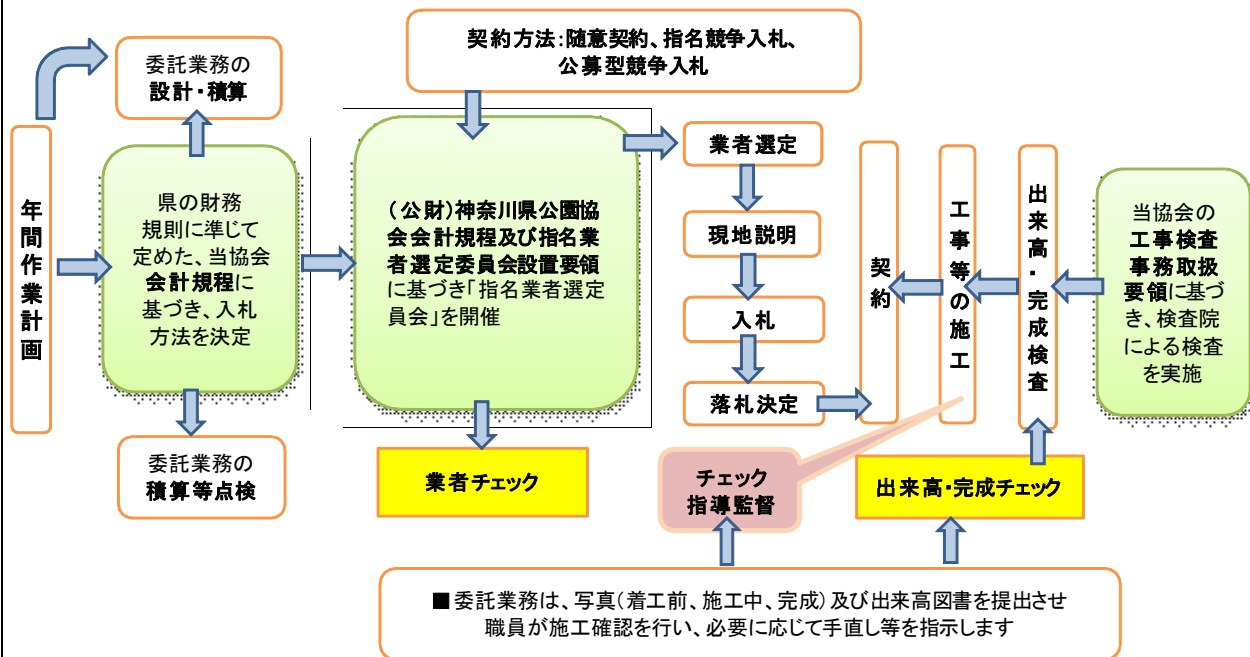 契約方法:随意契約、指名競争入札、
公募型競争入札
委託業務の
設計・積算
年間作業計画
県の財務
規則に準じて
定めた、当協会
会計規程に
基づき、入札
方法を決定
委託業務の
積算等点検
(公財)神奈川県公園協
会会計規程及び指名業
者選定委員会設置要領
に基づき「指名業者選定
員会」を開催
業者チェック
業者選定
現地説明
入札
落札決定
契約
工事等の施工
出来高・完成検査
当協会の
工事検査
事務取扱
要領に基づ
き、検査院
による検査
を実施
チェック
指導監督
出来高・完成チェック
■委託業務は、写真(着工前、施工中、完成)及び出来高図書を提出させ
職員が施工確認を行い、必要に応じて手直し等を指示します